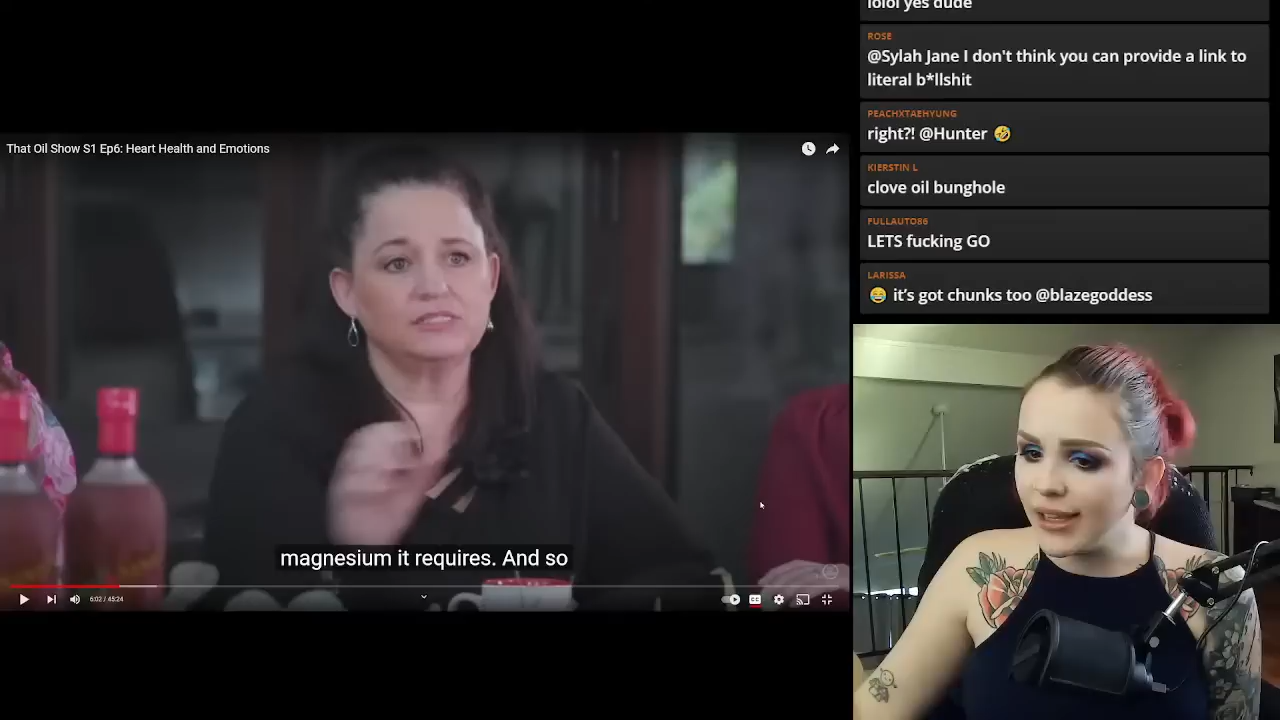 That Oil Show S1 Ep6: Heart Health and Emotions
magnesium it requires. And so
6:02 / 45:24
CC
lolol yes dude
ROSE
@Sylah Jane I don't think you can provide a link to
literal b*llshit
PEACHXTAEHYUNG
right?! @Hunter 🤣
KIERSTIN L
clove oil bunghole
FULLAUTO86
LETS fucking GO
LARISSA
😂 it's got chunks too @blazegoddess